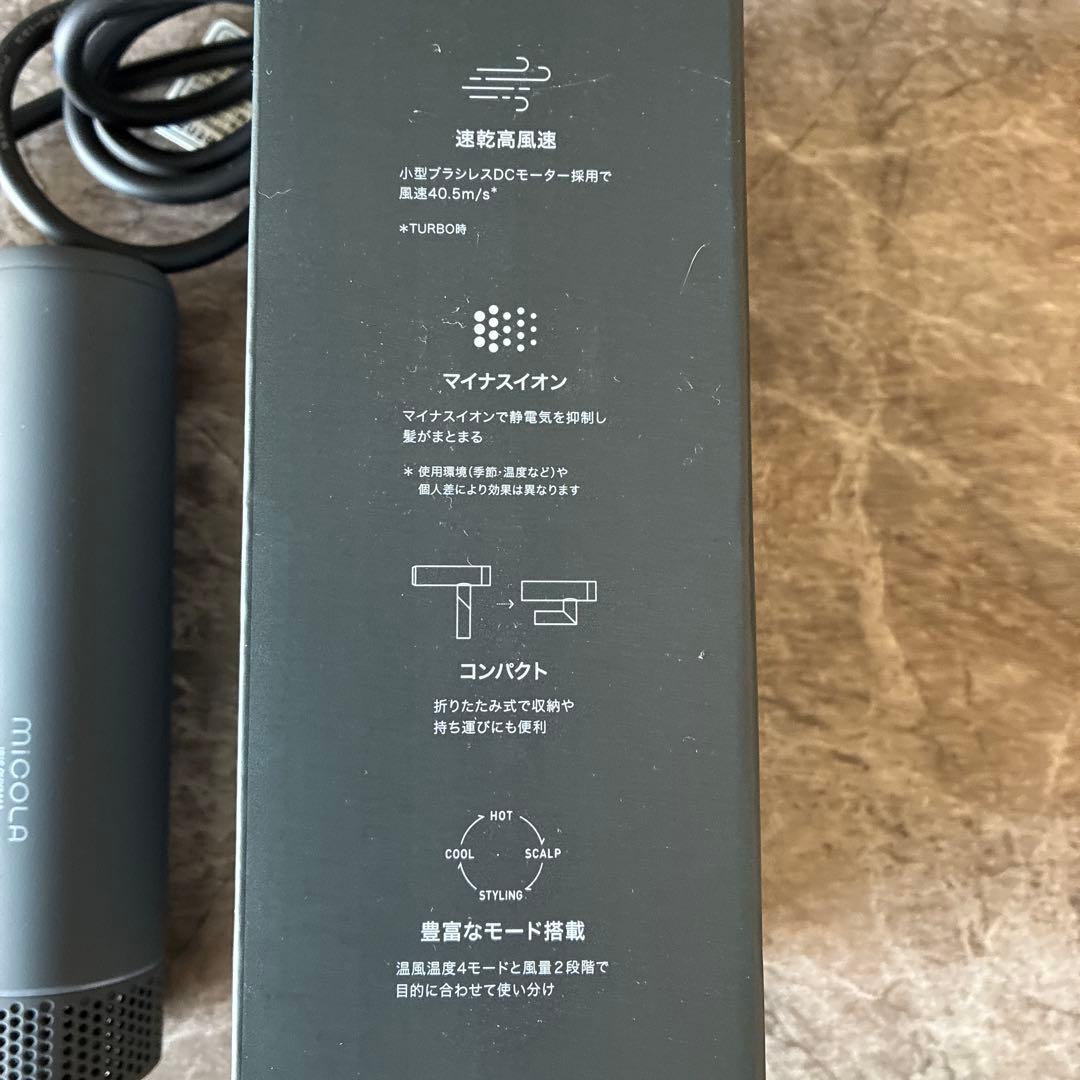 速乾高風速
小型ブラシレスDCモーター採用で
風速40.5m/s*
*TURBO時
マイナスイオン
マイナスイオンで静電気を抑制し
髪がまとまる
* 使用環境(季節・温度など)や
個人差により効果は異なります
コンパクト
折りたたみ式で収納や
持ち運びにも便利
HOT
COOL
SCALP
STYLING
豊富なモード搭載
温風温度4モードと風量2段階で
目的に合わせて使い分け
MICOLA
IRIS OHYAMA